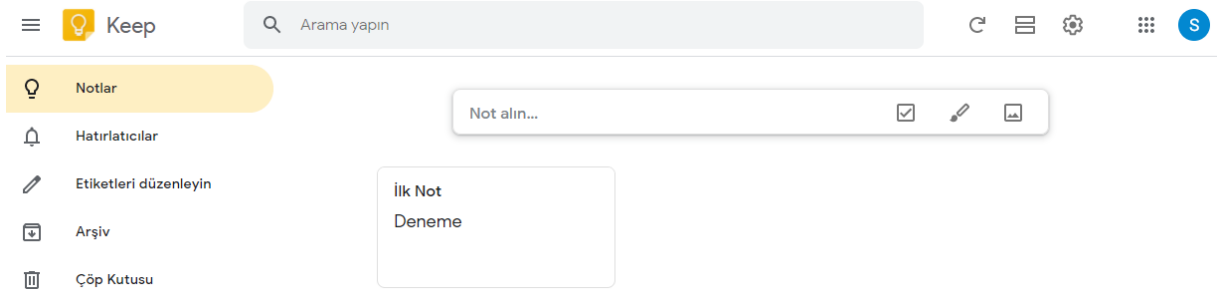 Keep
Arama yapın
S
Notlar
Not alın...
Hatırlatıcılar
Etiketleri düzenleyin
İlk Not
Deneme
Arşiv
Çöp Kutusu